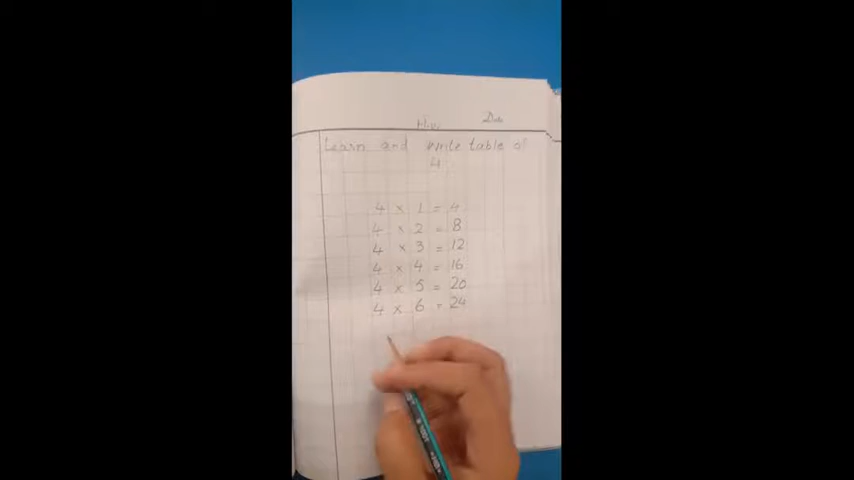 Date
Learn and write table of
4
4 × 1 = 4
4 × 2 = 8
4 × 3 = 12
4 × 4 = 16
4 × 5 = 20
4 × 6 = 24